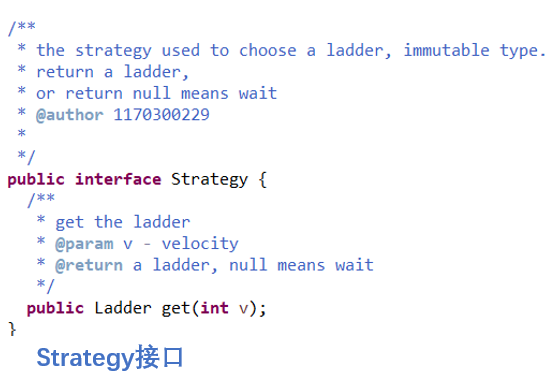 /**
 * the strategy used to choose a ladder, immutable type.
 * return a ladder,
 * or return null means wait
 * @author 1170300229
 *
 */
public interface Strategy {
  /**
   * get the ladder
   * @param v - velocity
   * @return a ladder, null means wait
   */
  public Ladder get(int v);
}
Strategy接口